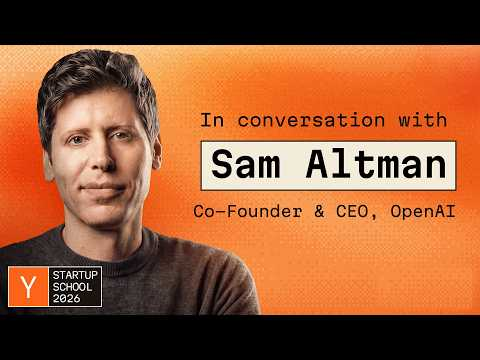 In conversation with
Sam Altman
Co-Founder & CEO, OpenAI
Y
STARTUP
SCHOOL
2026